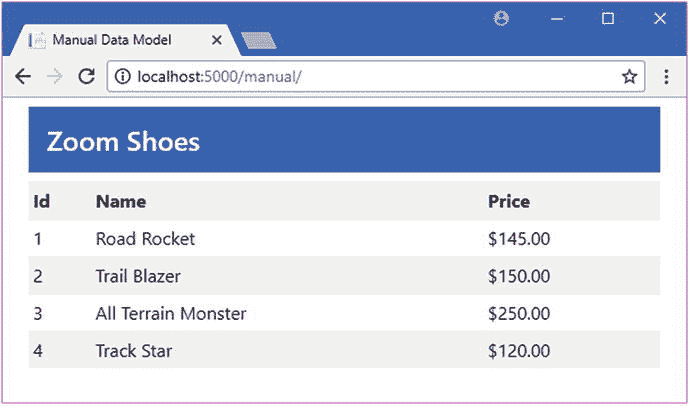 Manual Data Model
localhost:5000/manual/
Zoom Shoes
Id Name Price
1 Road Rocket $145.00
2 Trail Blazer $150.00
3 All Terrain Monster $250.00
4 Track Star $120.00